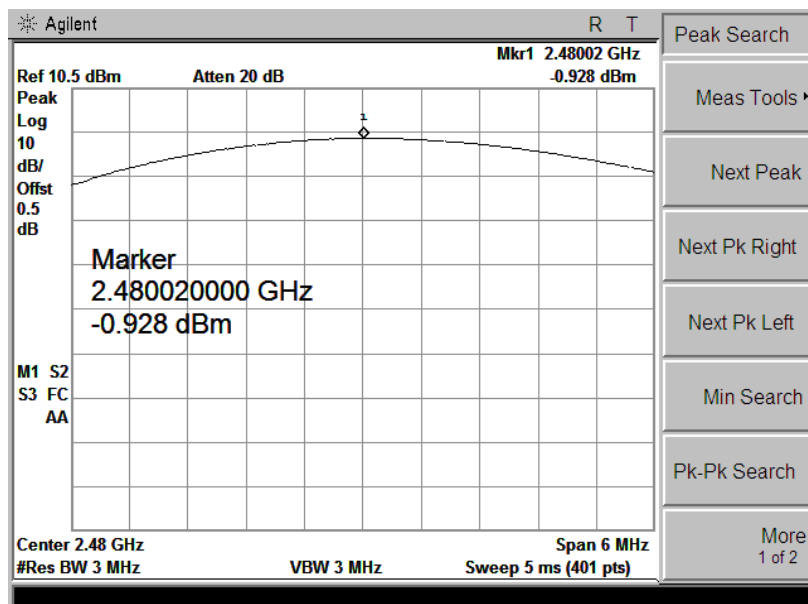 Agilent R T
Mkr1 2.48002 GHz
Ref 10.5 dBm Atten 20 dB -0.928 dBm
Peak
Log
10
dB/
Offst
0.5
dB
1
Marker
2.480020000 GHz
-0.928 dBm
M1 S2
S3 FC
AA
Center 2.48 GHz Span 6 MHz
#Res BW 3 MHz VBW 3 MHz Sweep 5 ms (401 pts)
Peak Search
Meas Tools
Next Peak
Next Pk Right
Next Pk Left
Min Search
Pk-Pk Search
More
1 of 2